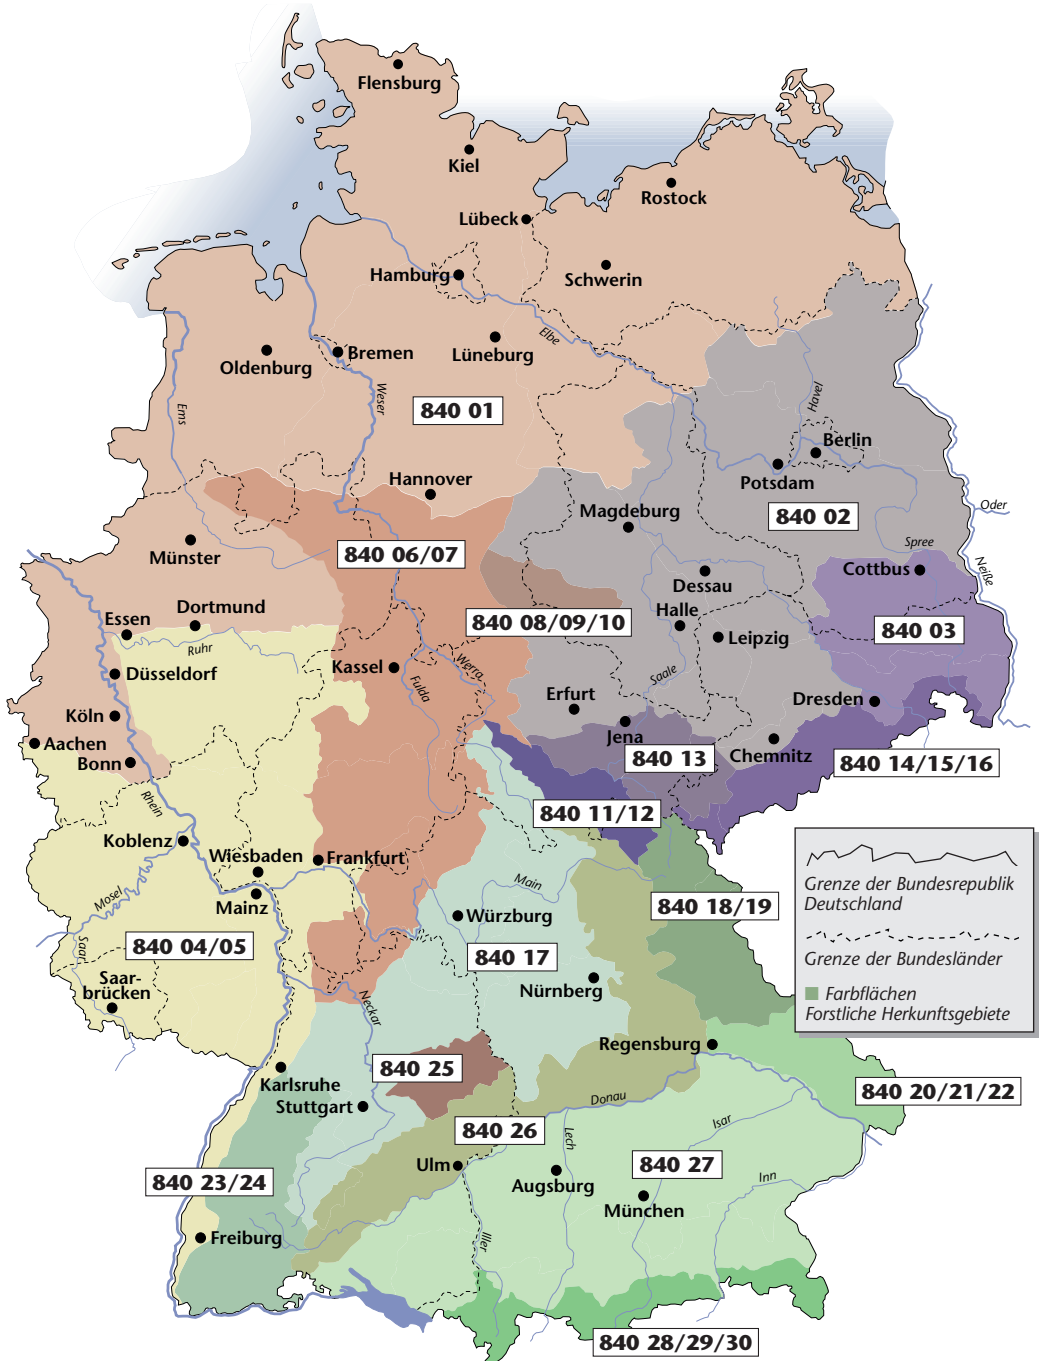 Flensburg
Kiel
Rostock
Lübeck
Hamburg
Schwerin
Elbe
Bremen
Lüneburg
Oldenburg
Weser
Ems
840 01
Havel
Berlin
Potsdam
Hannover
Magdeburg
840 02
Oder
Münster
840 06/07
Spree
Cottbus
Neiße
Dessau
Dortmund
Halle
Essen
840 08/09/10
Leipzig
840 03
Ruhr
Düsseldorf
Kassel
Werra
Fulda
Saale
Erfurt
Dresden
Köln
Jena
Aachen
Bonn
840 13
Chemnitz
840 14/15/16
Rhein
840 11/12
Koblenz
Wiesbaden
Frankfurt
Mainz
Mosel
Main
Grenze der Bundesrepublik
Deutschland
Würzburg
840 18/19
840 04/05
Saar
840 17
Grenze der Bundesländer
Saar-
brücken
Nürnberg
Farbflächen
Forstliche Herkunftsgebiete
Neckar
Regensburg
840 25
Karlsruhe
Stuttgart
Donau
840 20/21/22
840 26
Lech
Isar
Ulm
840 27
Inn
840 23/24
Augsburg
München
Freiburg
Iller
840 28/29/30